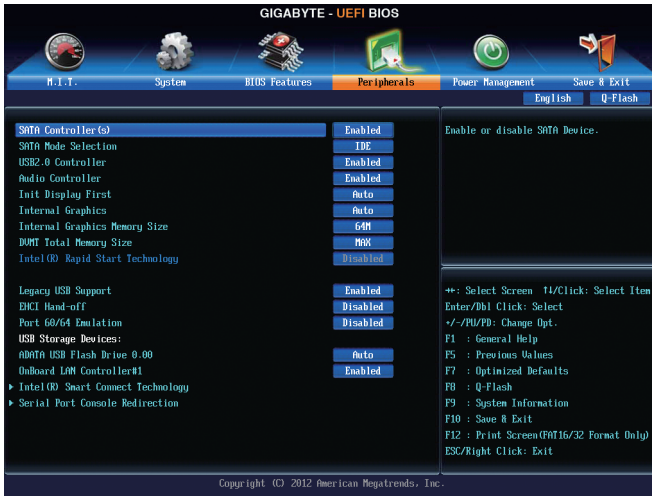 GIGABYTE - UEFI BIOS
M.I.T. System BIOS Features Peripherals Power Management Save & Exit
English Q-Flash
SATA Controller(s) Enabled
SATA Mode Selection IDE
USB2.0 Controller Enabled
Audio Controller Enabled
Init Display First Auto
Internal Graphics Auto
Internal Graphics Memory Size 64M
DVMT Total Memory Size MAX
Intel(R) Rapid Start Technology Disabled
Legacy USB Support Enabled
EHCI Hand-off Disabled
Port 60/64 Emulation Disabled
USB Storage Devices:
ADATA USB Flash Drive 0.00 Auto
OnBoard LAN Controller#1 Enabled
Intel(R) Smart Connect Technology
Serial Port Console Redirection
Enable or disable SATA Device.
→←: Select Screen ↑↓/Click: Select Item
Enter/Dbl Click: Select
+/-/PU/PD: Change Opt.
F1 : General Help
F5 : Previous Values
F7 : Optimized Defaults
F8 : Q-Flash
F9 : System Information
F10 : Save & Exit
F12 : Print Screen(FAT16/32 Format Only)
ESC/Right Click: Exit
Copyright (C) 2012 American Megatrends, Inc.